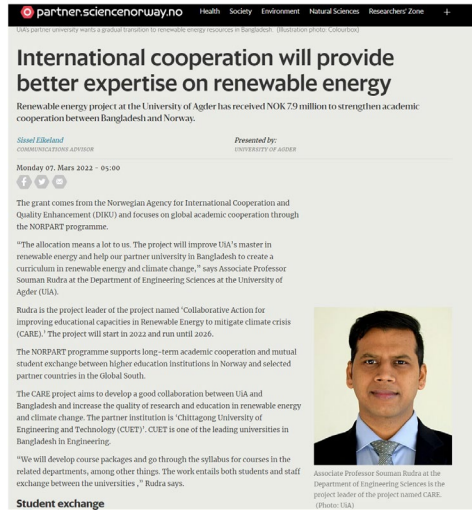 partner.sciencenorway.no Health Society Environment Natural Sciences Researchers' Zone +
UiAs partner university wants a gradual transition to renewable energy resources in Bangladesh. (Illustration photo: Colourbox)
International cooperation will provide
better expertise on renewable energy
Renewable energy project at the University of Agder has received NOK 7.9 million to strengthen academic
cooperation between Bangladesh and Norway.
Sissel Eikeland
COMMUNICATIONS ADVISOR
Presented by:
UNIVERSITY OF AGDER
Monday 07. Mars 2022 - 05:00
The grant comes from the Norwegian Agency for International Cooperation and
Quality Enhancement (DIKU) and focuses on global academic cooperation through
the NORPART programme.
"The allocation means a lot to us. The project will improve UiA's master in
renewable energy and help our partner university in Bangladesh to create a
curriculum in renewable energy and climate change," says Associate Professor
Souman Rudra at the Department of Engineering Sciences at the University of
Agder (UiA).
Rudra is the project leader of the project named 'Collaborative Action for
improving educational capacities in Renewable Energy to mitigate climate crisis
(CARE).' The project will start in 2022 and run until 2026.
The NORPART programme supports long-term academic cooperation and mutual
student exchange between higher education institutions in Norway and selected
partner countries in the Global South.
The CARE project aims to develop a good collaboration between UiA and
Bangladesh and increase the quality of research and education in renewable energy
and climate change. The partner institution is 'Chittagong University of
Engineering and Technology (CUET)'. CUET is one of the leading universities in
Bangladesh in Engineering.
"We will develop course packages and go through the syllabus for courses in the
related departments, among other things. The work entails both students and staff
exchange between the universities ," Rudra says.
Student exchange
Associate Professor Souman Rudra at the
Department of Engineering Sciences is the
project leader of the project named CARE.
(Photo: UiA)